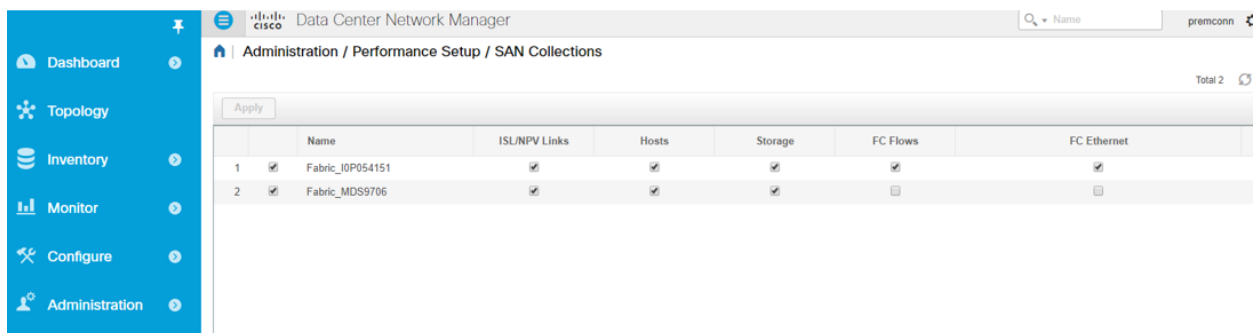 cisco Data Center Network Manager
Name
premconn
Administration / Performance Setup / SAN Collections
Total 2
Dashboard
Topology
Inventory
Monitor
Configure
Administration
Apply
Name ISL/NPV Links Hosts Storage FC Flows FC Ethernet
1 Fabric_I0P054151
2 Fabric_MDS9706